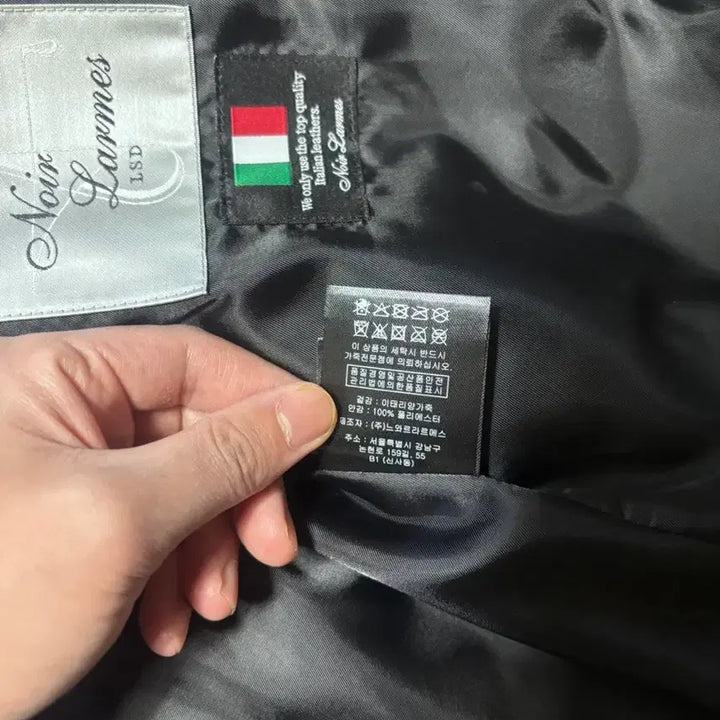 Noir
Larmes
LSD
We only use the top quality
Italian leathers.
Noir Larmes
이 상품의 세탁시 반드시
가죽전문점에 의뢰하십시오.
품질경영및공산품안전
관리법에의한품질표시
겉감 : 이태리양가죽
안감 : 100% 폴리에스터
제조자 : (주)느와르라르메스
주소 : 서울특별시 강남구
논현로 159길, 55
B1 (신사동)